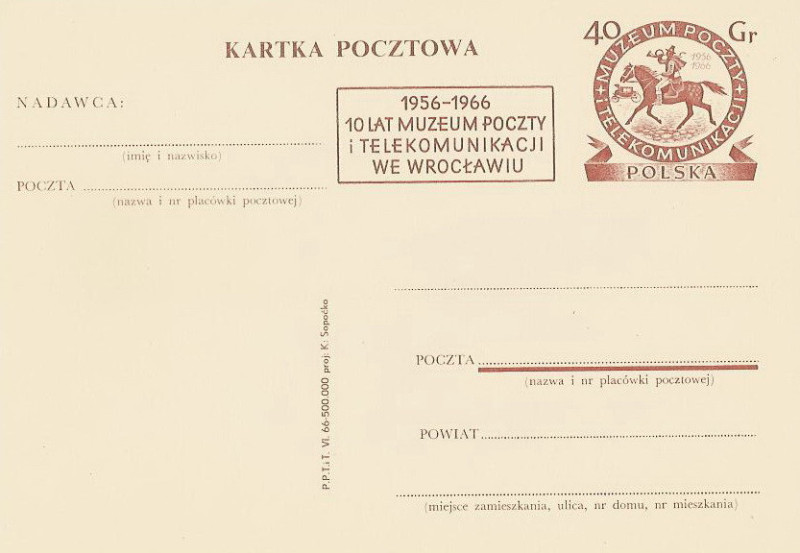 KARTKA POCZTOWA
40 Gr
MUZEUM POCZTY
1956
1966
I TELEKOMUNIKACJI
POLSKA
NADAWCA:
(imię i nazwisko)
POCZTA
(nazwa i nr placówki pocztowej)
1956-1966
10 LAT MUZEUM POCZTY
i TELEKOMUNIKACJI
WE WROCŁAWIU
P.P.T.i T. VI. 66-500.000 proj. K. Sopoćko
POCZTA
(nazwa i nr placówki pocztowej)
POWIAT
(miejsce zamieszkania, ulica, nr domu, nr mieszkania)